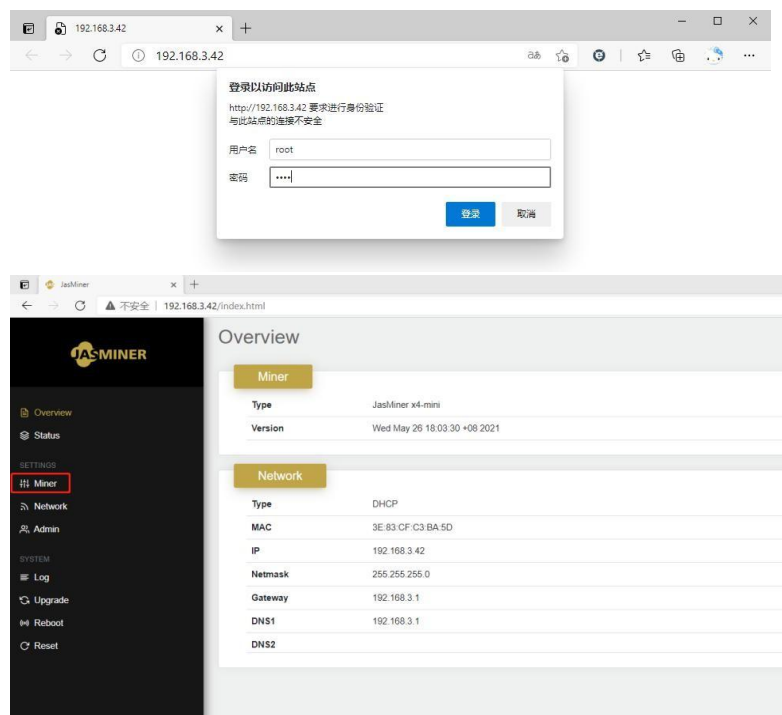 192.168.3.42
192.168.3.42
登录以访问此站点
http://192.168.3.42 要求进行身份验证
与此站点的连接不安全
用户名 root
密码 ••••
登录 取消
JasMiner
不安全 | 192.168.3.42/index.html
JASMINER
Overview
Status
SETTINGS
Miner
Network
Admin
SYSTEM
Log
Upgrade
Reboot
Reset
Overview
Miner
Type JasMiner x4-mini
Version Wed May 26 18:03:30 +08 2021
Network
Type DHCP
MAC 3E:83:CF:C3:BA:5D
IP 192.168.3.42
Netmask 255.255.255.0
Gateway 192.168.3.1
DNS1 192.168.3.1
DNS2